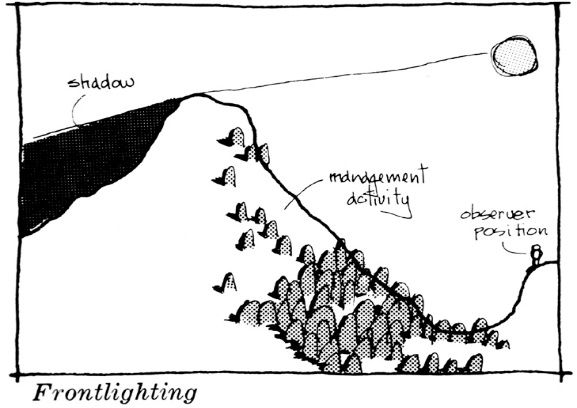 shadow
management
activity
observer
position
Frontlighting